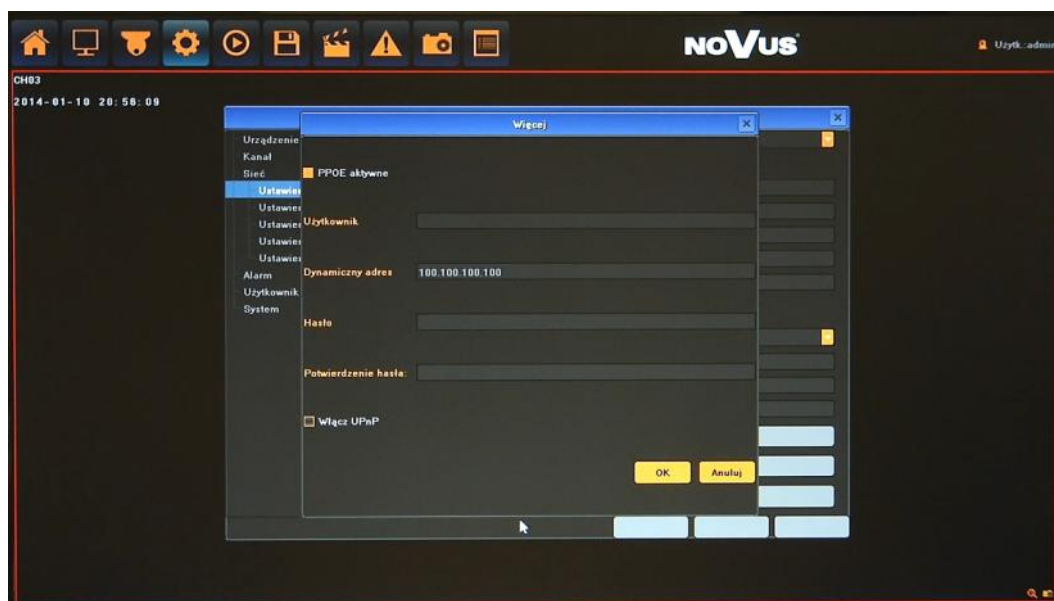 NOVUS
Użytk.:admin
CH03
2014-01-10 20:56:09
Więcej
Urządzenie
Kanał
Sieć
PPOE aktywne
Użytkownik
Dynamiczny adres 100.100.100.100
Alarm
Użytkownik
System
Hasło
Potwierdzenie hasła:
Włącz UPnP
OK Anuluj